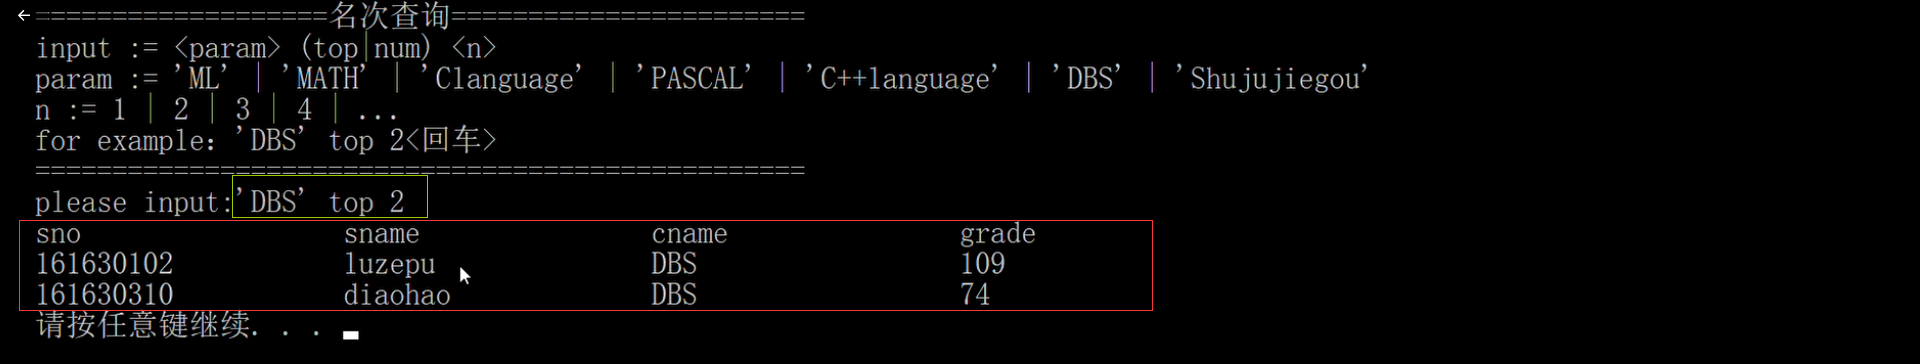 ==================名次查询=======================
input := <param> (top|num) <n>
param := 'ML' | 'MATH' | 'Clanguage' | 'PASCAL' | 'C++language' | 'DBS' | 'Shujujiegou'
n := 1 | 2 | 3 | 4 | ...
for example: 'DBS' top 2<回车>
==================================================
please input:'DBS' top 2
sno sname cname grade
161630102 luzepu DBS 109
161630310 diaohao DBS 74
请按任意键继续. . .